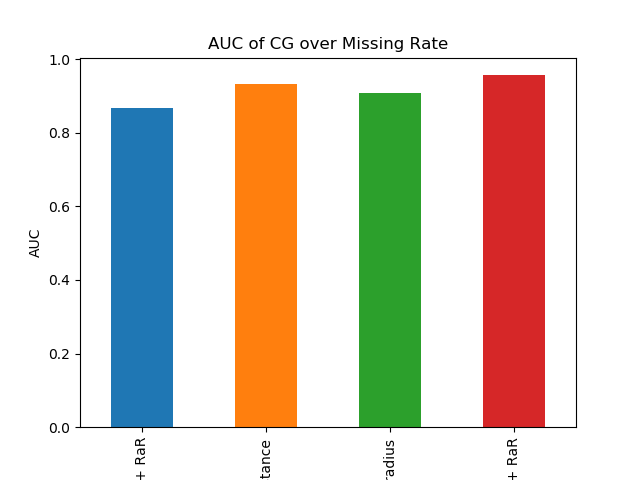 AUC of CG over Missing Rate
1.0
0.8
0.6
0.4
0.2
0.0
AUC
+ RaR
tance
radius
+ RaR